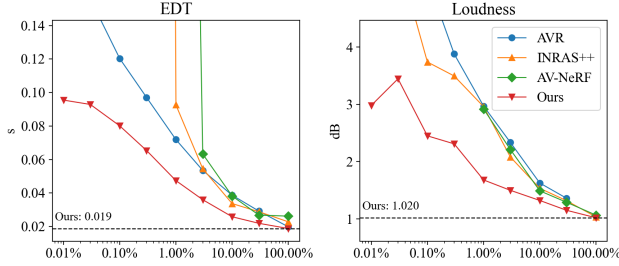 EDT
0.14
0.12
0.10
0.08
0.06
0.04
0.02
s
Ours: 0.019
0.01%
0.10%
1.00%
10.00%
100.00%
Loudness
4
3
2
1
dB
AVR
INRAS++
AV-NeRF
Ours
Ours: 1.020
0.01%
0.10%
1.00%
10.00%
100.00%